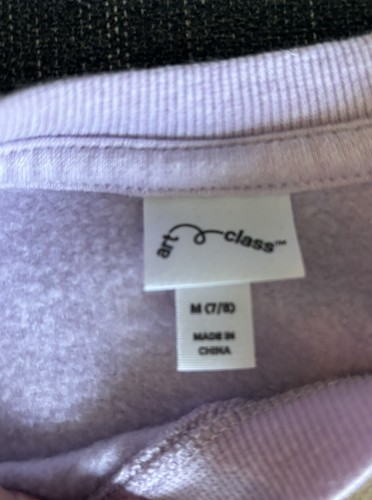 art class™
M (7/8)
MADE IN
CHINA